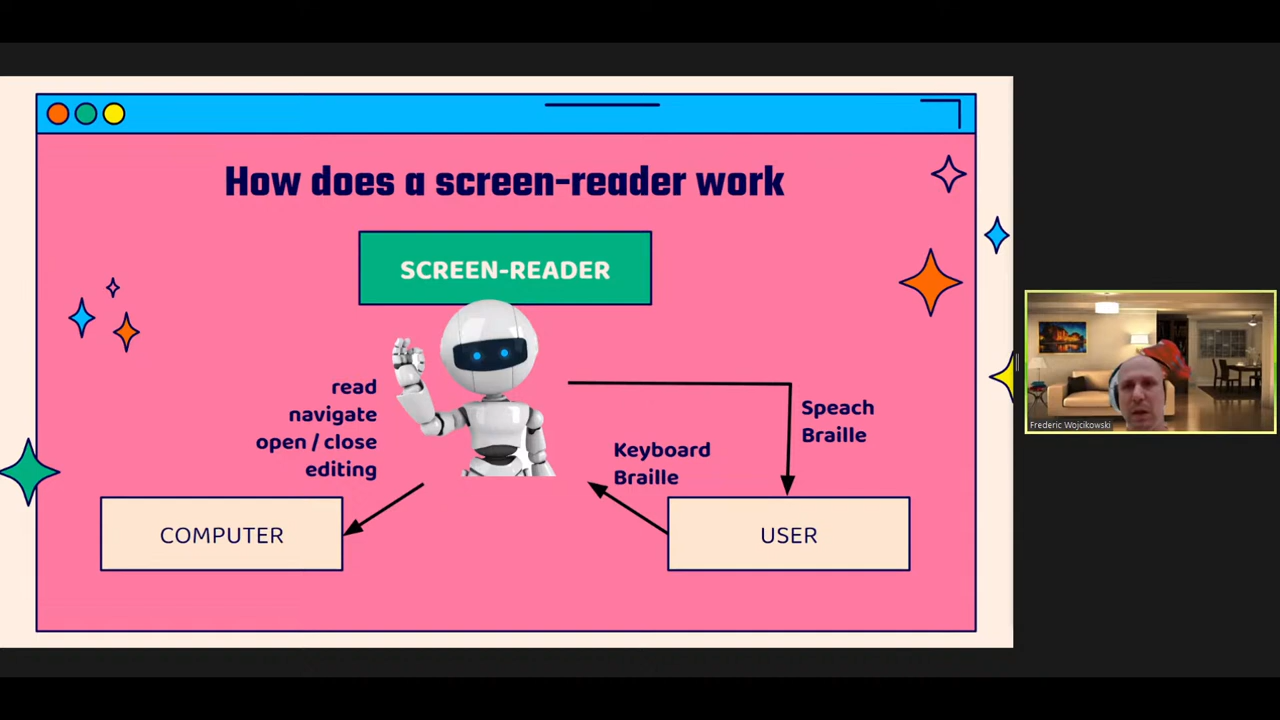 How does a screen-reader work
SCREEN-READER
read
navigate
open / close
editing
Speach
Braille
Keyboard
Braille
COMPUTER
USER
Frederic Wojcikowski